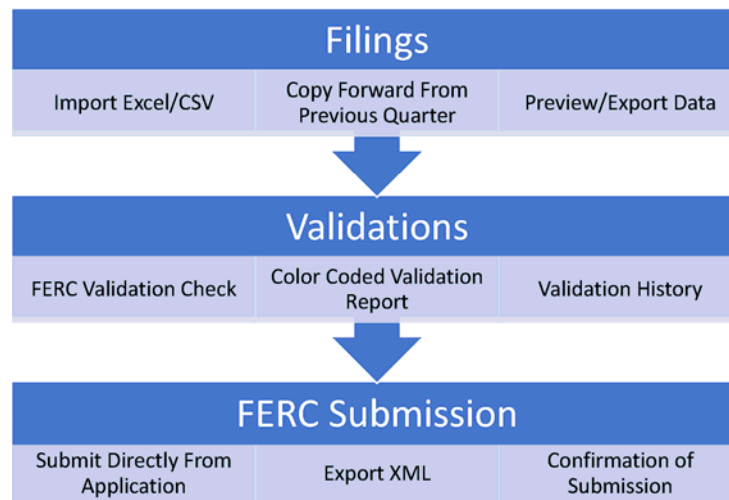 Filings
Import Excel/CSV
Copy Forward From
Previous Quarter
Preview/Export Data
Validations
FERC Validation Check
Color Coded Validation
Report
Validation History
FERC Submission
Submit Directly From
Application
Export XML
Confirmation of
Submission